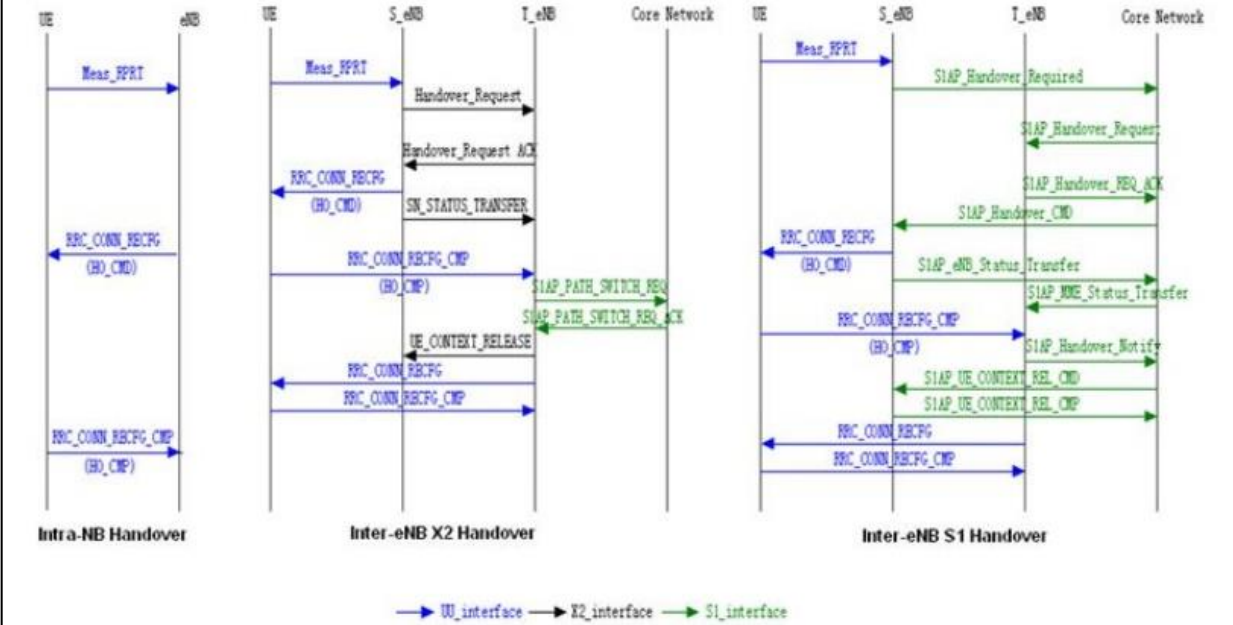 UE eNB
Meas_RPRT
RRC_CONN_RECFG
(HO_CMD)
RRC_CONN_RECFG_CMP
(HO_CMP)
Intra-NB Handover
UE S_eNB T_eNB Core Network
Meas_RPRT
Handover_Request
Handover_Request ACK
RRC_CONN_RECFG
(HO_CMD)
SN_STATUS_TRANSFER
RRC_CONN_RECFG_CMP
(HO_CMP)
S1AP_PATH_SWITCH_REQ
S1AP_PATH_SWITCH_REQ_ACK
UE_CONTEXT_RELEASE
RRC_CONN_RECFG
RRC_CONN_RECFG_CMP
Inter-eNB X2 Handover
UE S_eNB T_eNB Core Network
Meas_RPRT
S1AP_Handover_Required
S1AP_Handover_Request
S1AP_Handover_REQ_ACK
S1AP_Handover_CMD
RRC_CONN_RECFG
(HO_CMD)
S1AP_eNB_Status_Transfer
S1AP_MME_Status_Transfer
RRC_CONN_RECFG_CMP
(HO_CMP)
S1AP_Handover_Notify
S1AP_UE_CONTEXT_REL_CMD
S1AP_UE_CONTEXT_REL_CMP
RRC_CONN_RECFG
RRC_CONN_RECFG_CMP
Inter-eNB S1 Handover
UU_interface X2_interface S1_interface